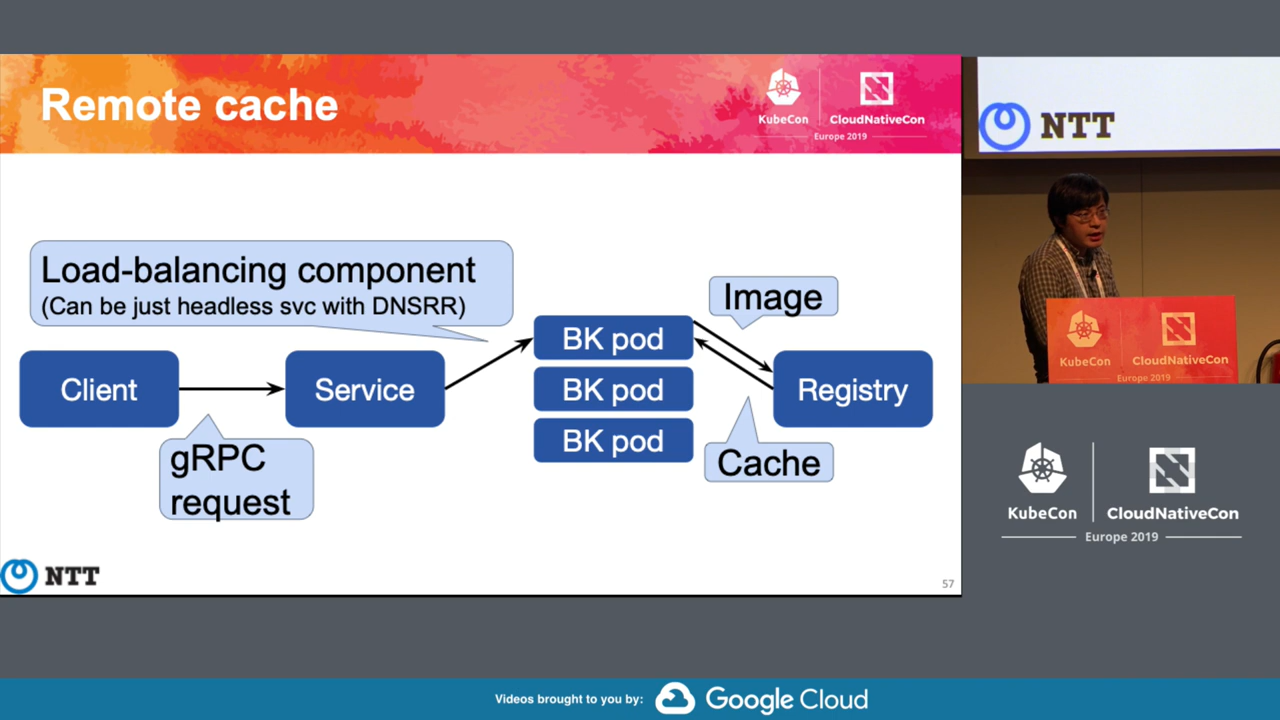 Remote cache
KubeCon
CloudNativeCon
Europe 2019
Load-balancing component
(Can be just headless svc with DNSRR)
Image
BK pod
Client
Service
BK pod
Registry
BK pod
gRPC
request
Cache
NTT
57
NTT
KubeCon
CloudNativeCon
Europe 2019
KubeCon
CloudNativeCon
Europe 2019
Videos brought to you by:
Google Cloud